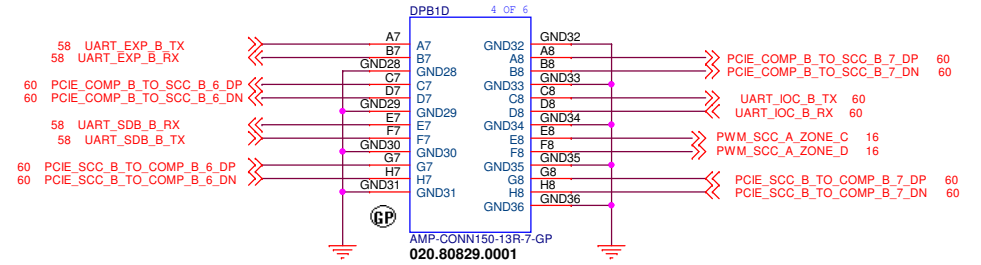 DPB1D 4 OF 6
58 UART_EXP_B_TX A7 A7
58 UART_EXP_B_RX B7 B7
GND28 GND28
60 PCIE_COMP_B_TO_SCC_B_6_DP C7 C7
60 PCIE_COMP_B_TO_SCC_B_6_DN D7 D7
GND29 GND29
58 UART_SDB_B_RX E7 E7
58 UART_SDB_B_TX F7 F7
GND30 GND30
60 PCIE_SCC_B_TO_COMP_B_6_DP G7 G7
60 PCIE_SCC_B_TO_COMP_B_6_DN H7 H7
GND31 GND31
GND32 GND32
A8 A8 PCIE_COMP_B_TO_SCC_B_7_DP 60
B8 B8 PCIE_COMP_B_TO_SCC_B_7_DN 60
GND33 GND33
C8 C8 UART_IOC_B_TX 60
D8 D8 UART_IOC_B_RX 60
GND34 GND34
E8 E8 PWM_SCC_A_ZONE_C 16
F8 F8 PWM_SCC_A_ZONE_D 16
GND35 GND35
G8 G8 PCIE_SCC_B_TO_COMP_B_7_DP 60
H8 H8 PCIE_SCC_B_TO_COMP_B_7_DN 60
GND36 GND36
GP
AMP-CONN150-13R-7-GP
020.80829.0001